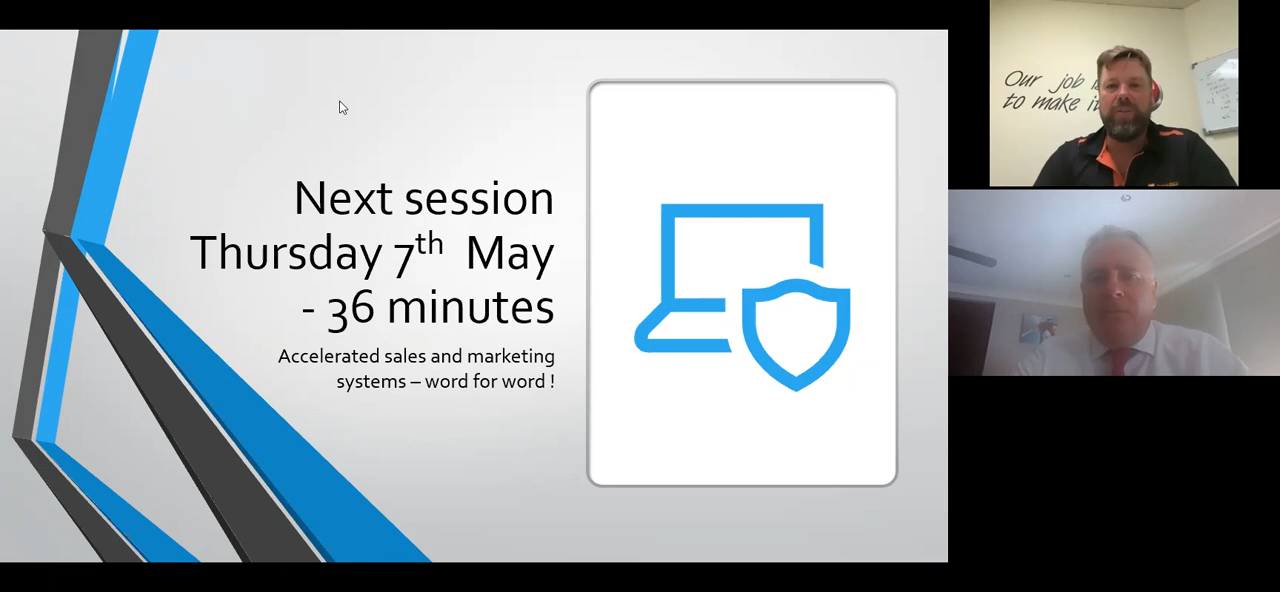 Next session
Thursday 7th May
- 36 minutes
Accelerated sales and marketing
systems – word for word !
Our job i
to make i